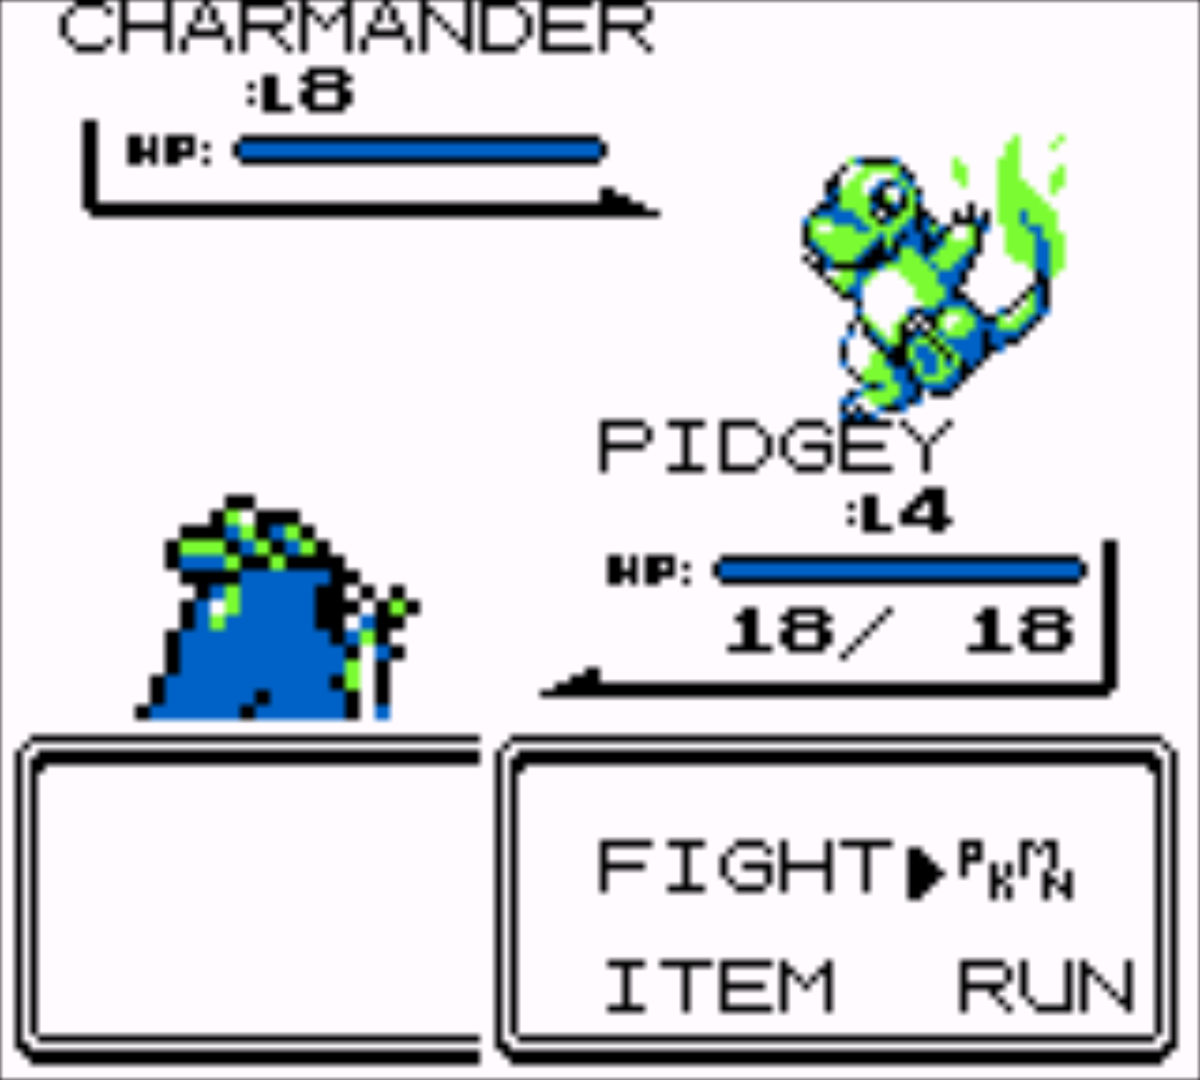 CHARMANDER
:L8
HP:
PIDGEY
:L4
HP:
18/ 18
FIGHT ▶PKMN
ITEM RUN